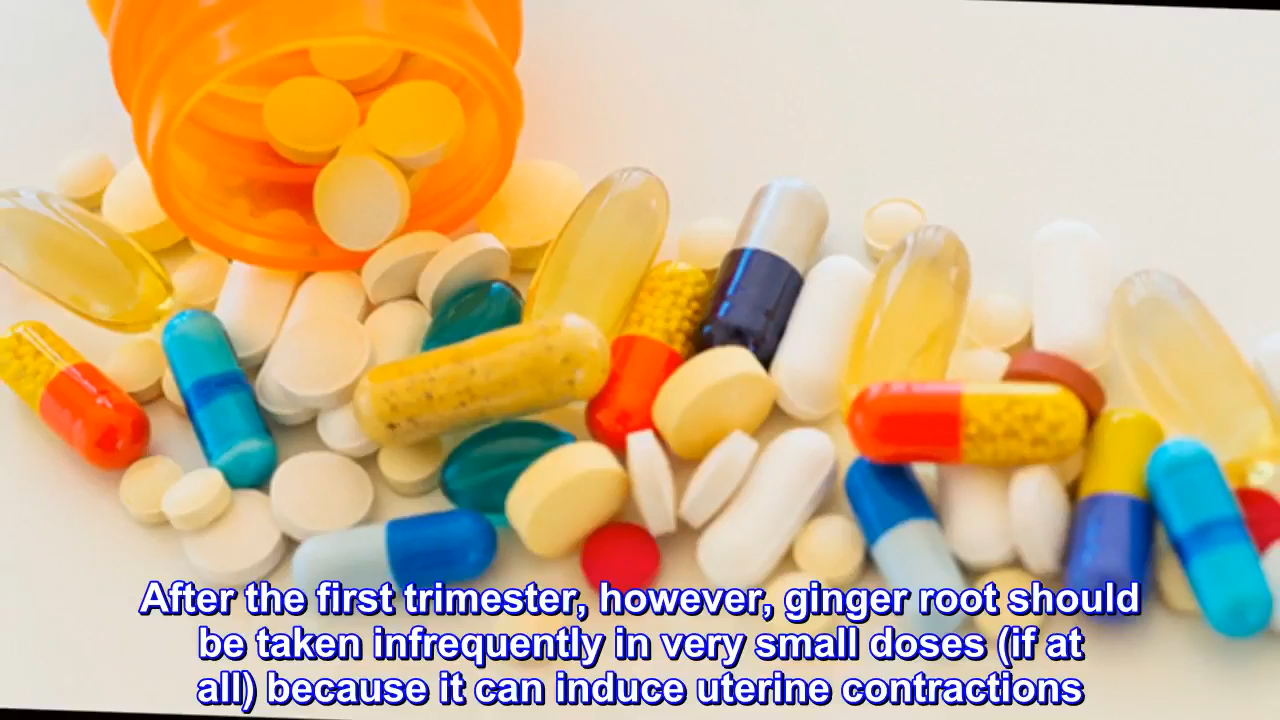 After the first trimester, however, ginger root should
be taken infrequently in very small doses (if at
all) because it can induce uterine contractions